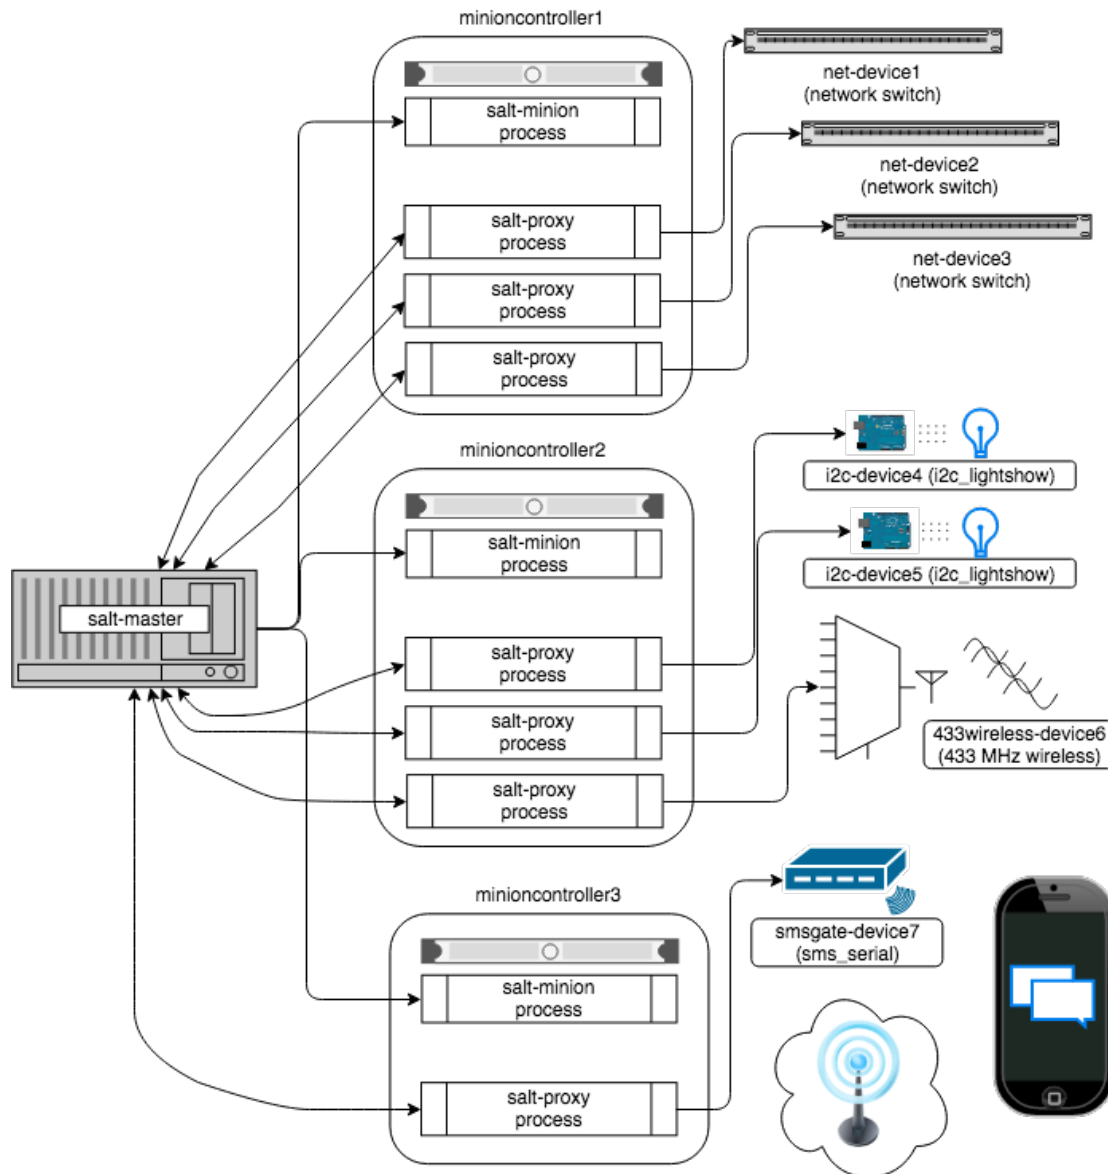 minioncontroller1
salt-minion
process
salt-proxy
process
salt-proxy
process
salt-proxy
process
net-device1
(network switch)
net-device2
(network switch)
net-device3
(network switch)
minioncontroller2
salt-minion
process
salt-proxy
process
salt-proxy
process
salt-proxy
process
i2c-device4 (i2c_lightshow)
i2c-device5 (i2c_lightshow)
433wireless-device6
(433 MHz wireless)
salt-master
minioncontroller3
salt-minion
process
salt-proxy
process
smsgate-device7
(sms_serial)